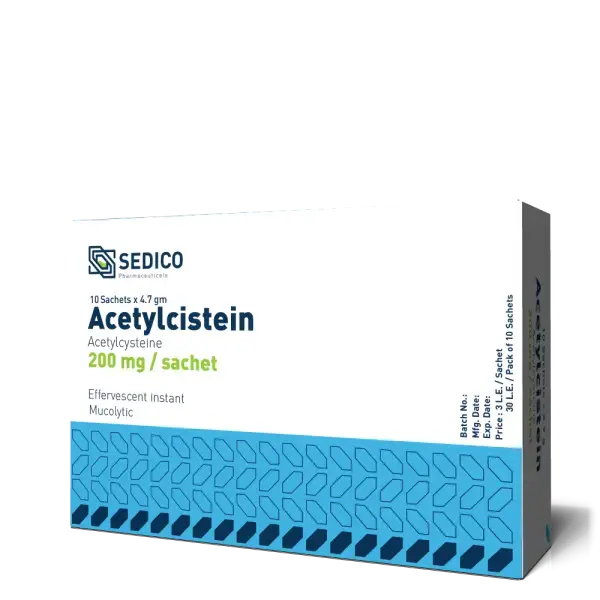 SEDICO
Pharmaceuticals
10 Sachets x 4.7 gm
Acetylcistein
Acetylcysteine
200 mg / sachet
Effervescent instant
Mucolytic
Batch No.:
Mfg. Date:
Exp. Date:
Price : 3 L.E. / Sachet
30 L.E. / Pack of 10 Sachets
Acetylcistein